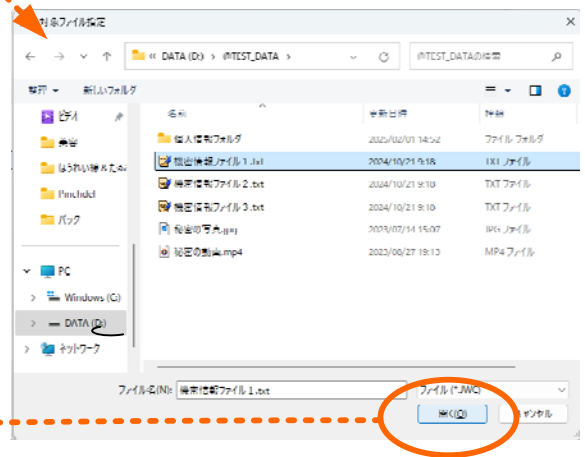 対象ファイル指定
« DATA (D:) > @TEST_DATA >
@TEST_DATAの検索
整理 新しいフォルダ
名前 更新日時 種類
ビデオ
美容
Pinchdel
パック
PC
Windows (C:)
DATA (D:)
ネットワーク
個人情報フォルダ 2025/02/01 14:52 ファイル フォルダ
機密情報ファイル 1.txt 2024/10/21 9:18 TXT ファイル
機密情報ファイル 2.txt 2024/10/21 9:18 TXT ファイル
機密情報ファイル 3.txt 2024/10/21 9:18 TXT ファイル
秘密の写真.jpg 2023/07/14 15:07 JPG ファイル
秘密の動画.mp4 2023/08/27 19:13 MP4 ファイル
ファイル名(N): 機密情報ファイル 1.txt
ファイル (*.JWC)
開く(O) キャンセル